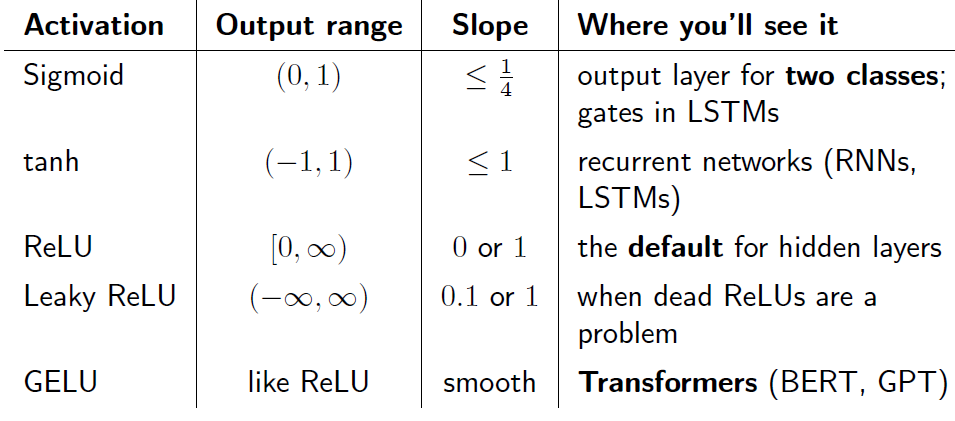 Activation Output range Slope Where you'll see it
Sigmoid (0, 1) ≤ 1/4 output layer for two classes;
gates in LSTMs
tanh (−1, 1) ≤ 1 recurrent networks (RNNs,
LSTMs)
ReLU [0, ∞) 0 or 1 the default for hidden layers
Leaky ReLU (−∞, ∞) 0.1 or 1 when dead ReLUs are a
problem
GELU like ReLU smooth Transformers (BERT, GPT)